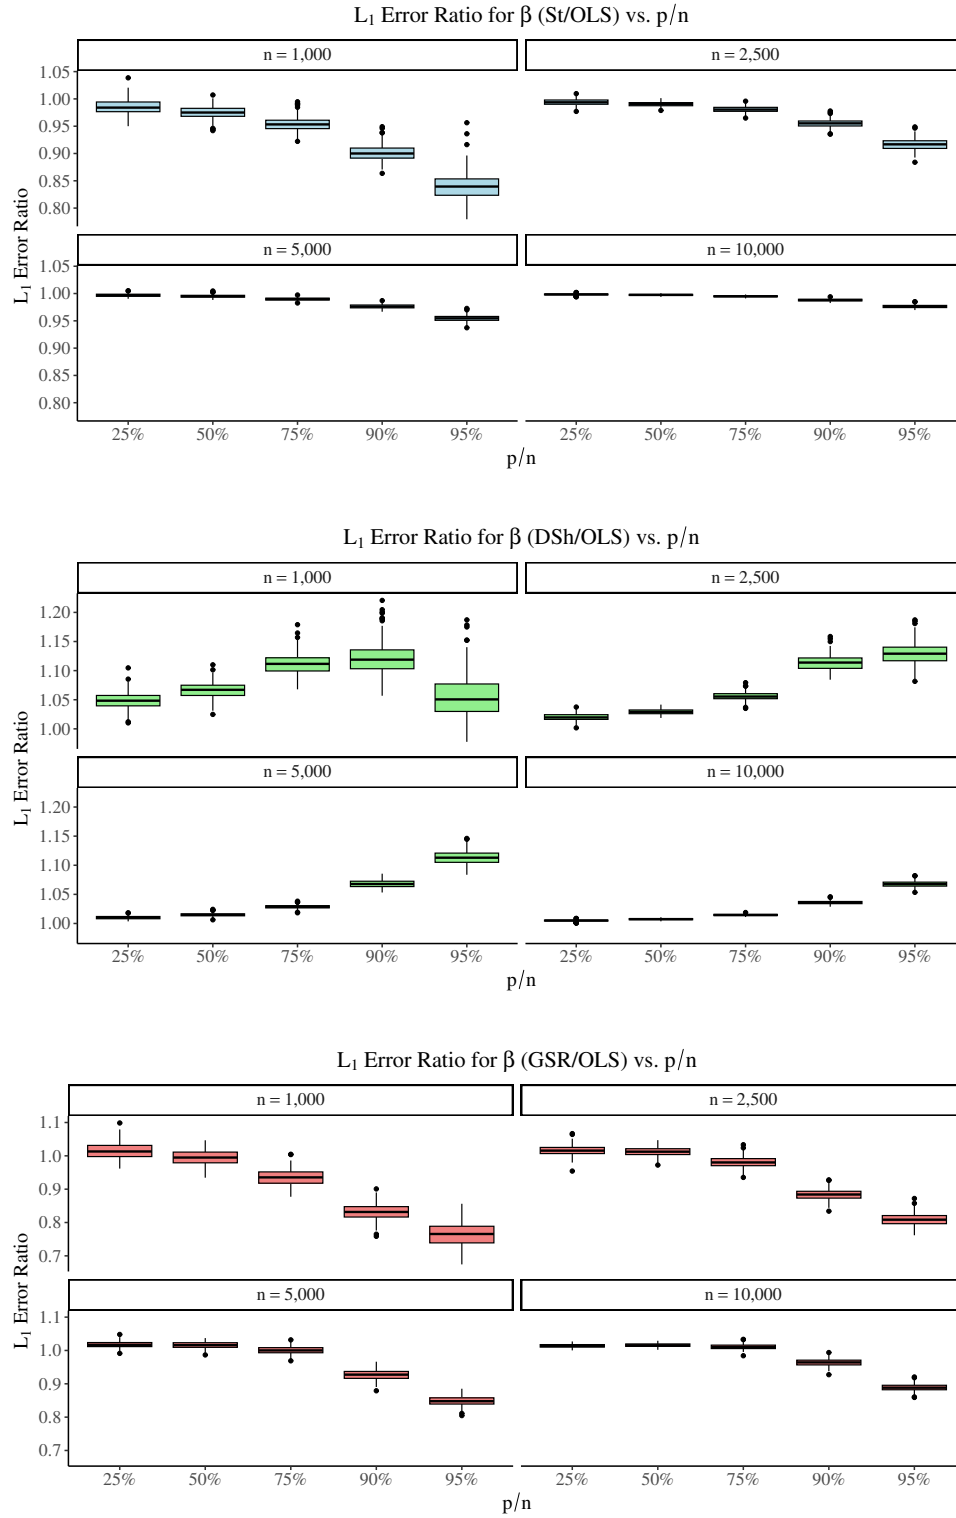 L₁ Error Ratio for β (St/OLS) vs. p/n
n = 1,000
n = 2,500
1.05
1.00
0.95
0.90
0.85
0.80
n = 5,000
n = 10,000
1.05
1.00
0.95
0.90
0.85
0.80
L₁ Error Ratio
25% 50% 75% 90% 95% 25% 50% 75% 90% 95%
p/n
L₁ Error Ratio for β (DSh/OLS) vs. p/n
n = 1,000
n = 2,500
1.20
1.15
1.10
1.05
1.00
n = 5,000
n = 10,000
1.20
1.15
1.10
1.05
1.00
L₁ Error Ratio
25% 50% 75% 90% 95% 25% 50% 75% 90% 95%
p/n
L₁ Error Ratio for β (GSR/OLS) vs. p/n
n = 1,000
n = 2,500
1.1
1.0
0.9
0.8
0.7
n = 5,000
n = 10,000
1.1
1.0
0.9
0.8
0.7
L₁ Error Ratio
25% 50% 75% 90% 95% 25% 50% 75% 90% 95%
p/n